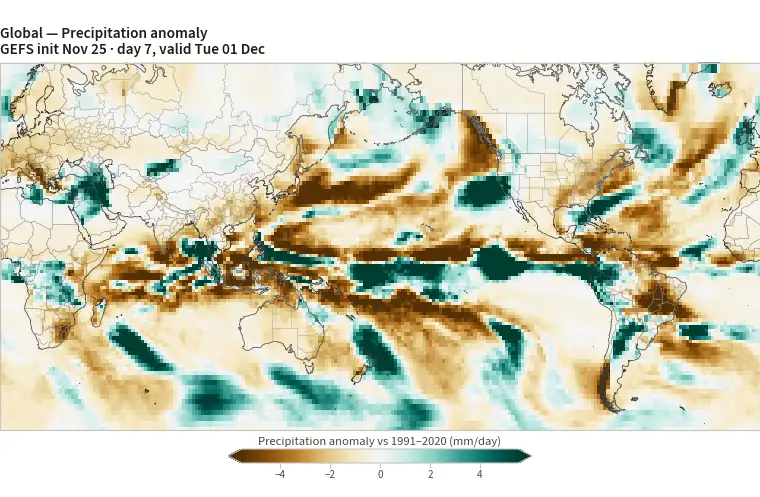 Global — Precipitation anomaly
GEFS init Nov 25 · day 7, valid Tue 01 Dec
Precipitation anomaly vs 1991–2020 (mm/day)
−4 −2 0 2 4